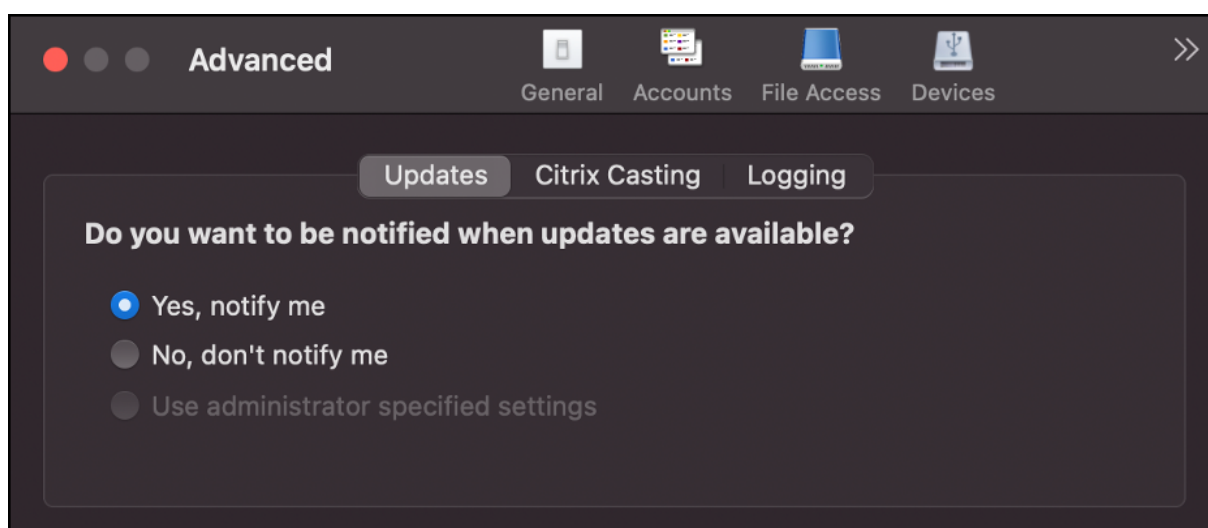 Advanced
General Accounts File Access Devices
Updates Citrix Casting Logging
Do you want to be notified when updates are available?
Yes, notify me
No, don't notify me
Use administrator specified settings